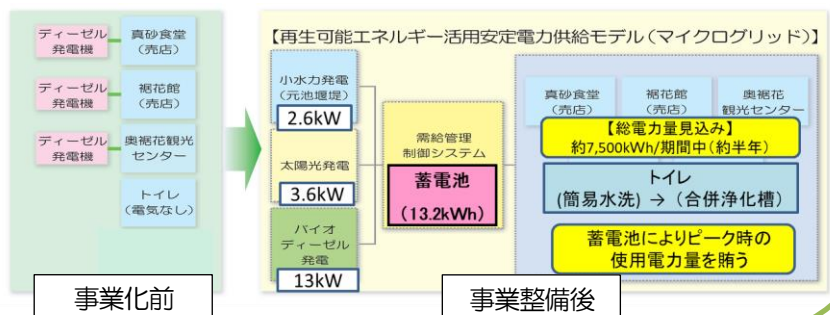 ディーゼル
発電機
真砂食堂
(売店)
ディーゼル
発電機
裾花館
(売店)
ディーゼル
発電機
奥裾花観光
センター
トイレ
(電気なし)
事業化前
【再生可能エネルギー活用安定電力供給モデル(マイクログリッド)】
小水力発電
(元池堰堤)
2.6kW
太陽光発電
3.6kW
バイオ
ディーゼル
発電
13kW
需給管理
制御システム
蓄電池
(13.2kWh)
真砂食堂
(売店)
裾花館
(売店)
奥裾花
観光センター
【総電力量見込み】
約7,500kWh/期間中(約半年)
トイレ
(簡易水洗) → (合併浄化槽)
蓄電池によりピーク時の
使用電力量を賄う
事業整備後